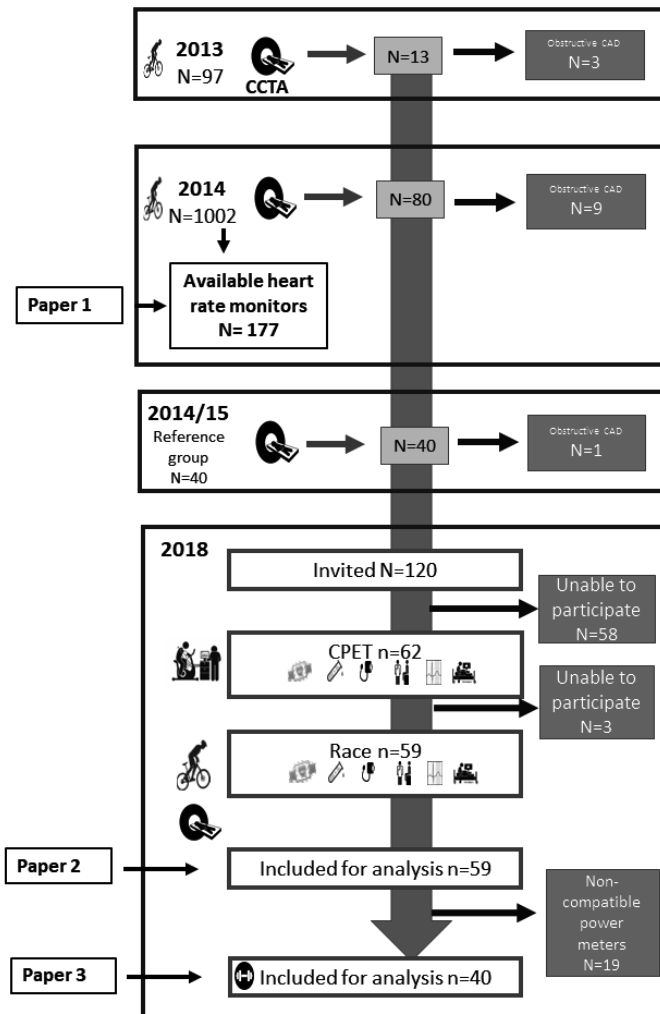 2013
N=97
CCTA
N=13
Obstructive CAD
N=3
2014
N=1002
N=80
Obstructive CAD
N=9
Paper 1
Available heart
rate monitors
N= 177
2014/15
Reference
group
N=40
N=40
Obstructive CAD
N=1
2018
Invited N=120
Unable to
participate
N=58
CPET n=62
Unable to
participate
N=3
Race n=59
Paper 2
Included for analysis n=59
Non-
compatible
power
meters
N=19
Paper 3
Included for analysis n=40